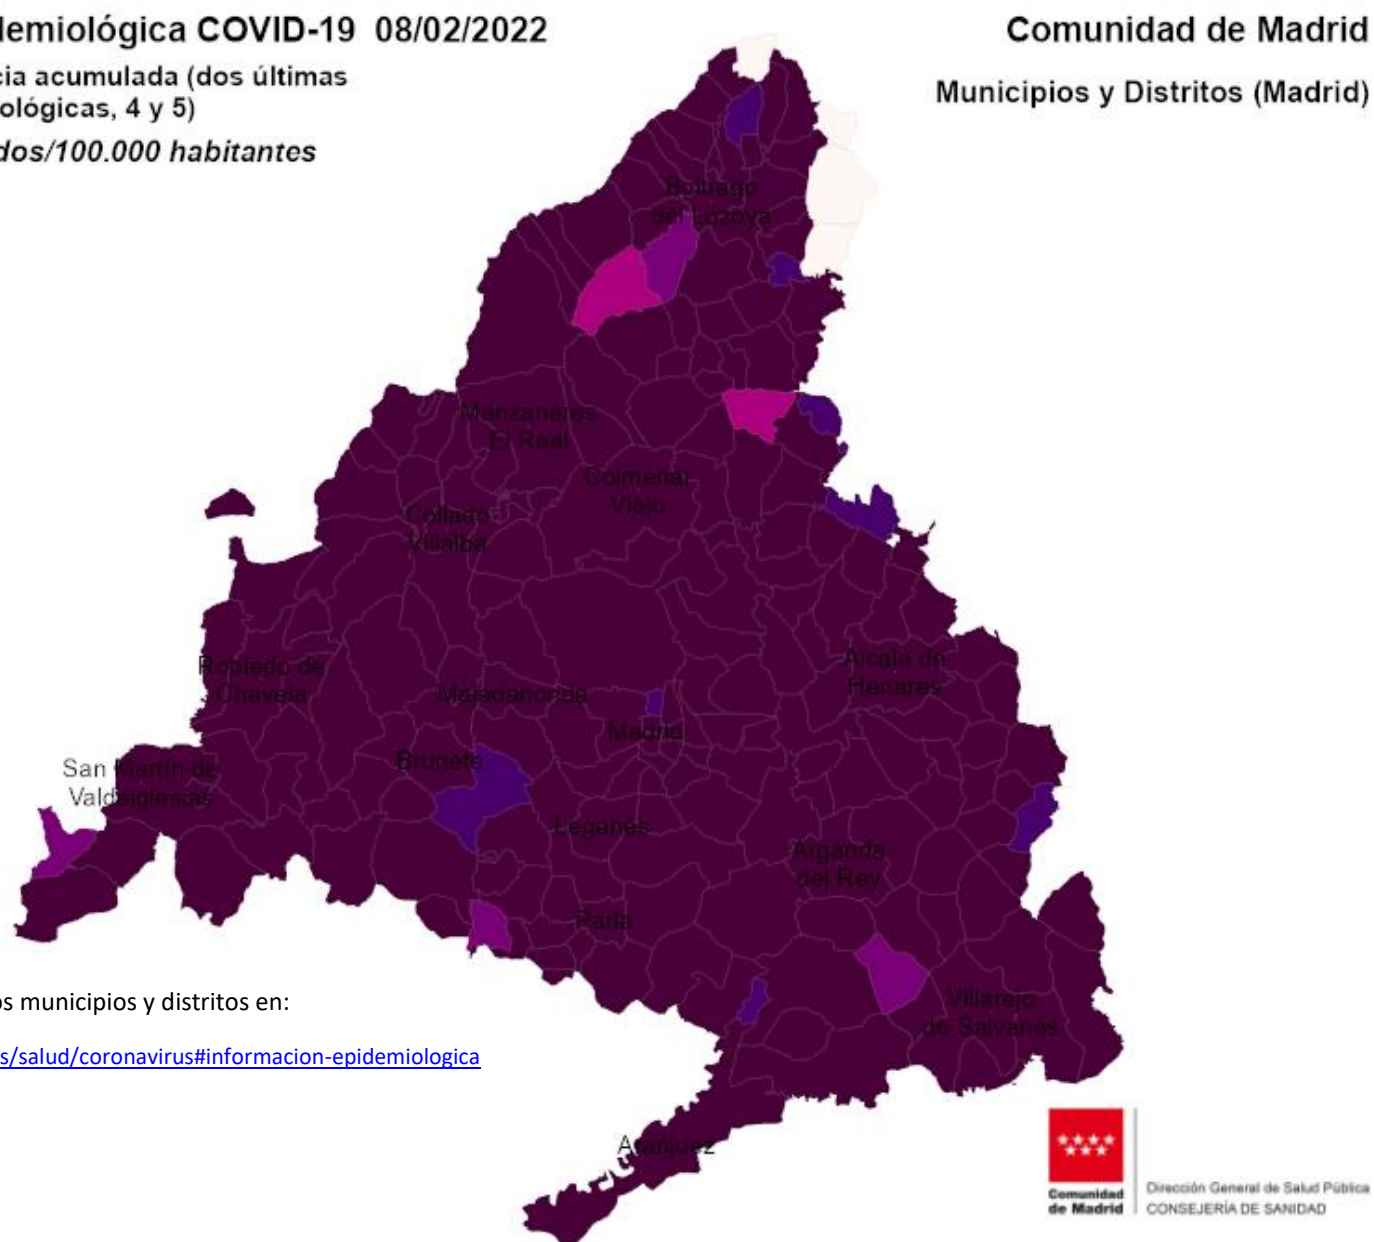 demiológica COVID-19 08/02/2022
cia acumulada (dos últimas
ológicas, 4 y 5)
dos/100.000 habitantes
Comunidad de Madrid
Municipios y Distritos (Madrid)
Buitrago
del Lozoya
Manzanares
El Real
Colmenar
Viejo
Collado
Villalba
Robledo de
Chavela
Majadahonda
Alcalá de
Henares
Madrid
Brunete
San Martín de
Valdeiglesias
Leganés
Arganda
del Rey
Parla
Villarejo
de Salvanés
os municipios y distritos en:
s/salud/coronavirus#informacion-epidemiologica
Aranjuez
Comunidad
de Madrid
Dirección General de Salud Pública
CONSEJERÍA DE SANIDAD